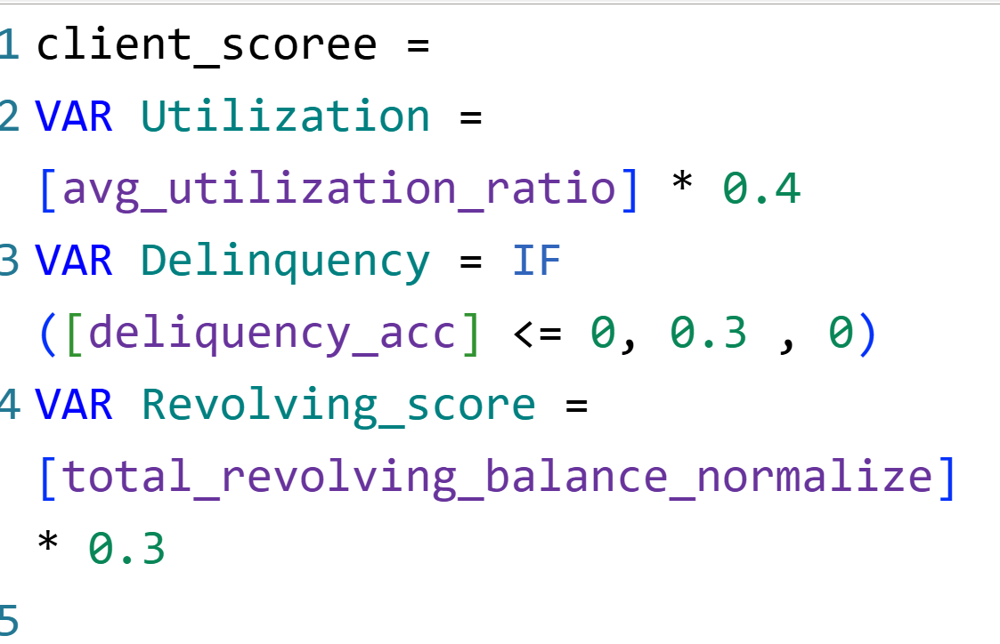 1 client_scoree =
2 VAR Utilization =
[avg_utilization_ratio] * 0.4
3 VAR Delinquency = IF
([deliquency_acc] <= 0, 0.3 , 0)
4 VAR Revolving_score =
[total_revolving_balance_normalize]
* 0.3
5